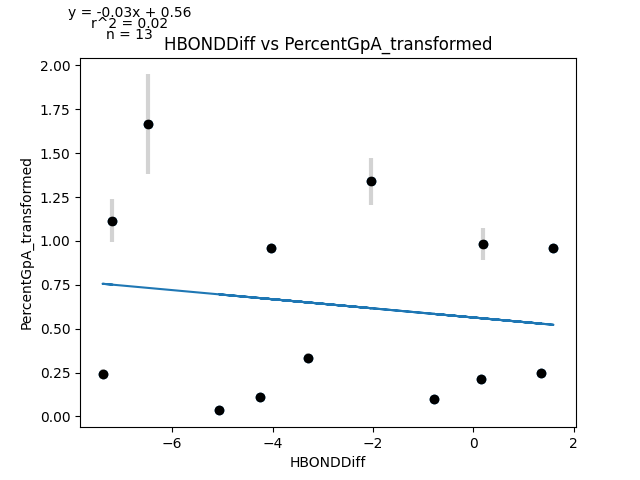 y = -0.03x + 0.56
r^2 = 0.02
n = 13
HBONDDiff vs PercentGpA_transformed
2.00
1.75
1.50
1.25
1.00
0.75
0.50
0.25
0.00
PercentGpA_transformed
−6
−4
−2
0
2
HBONDDiff